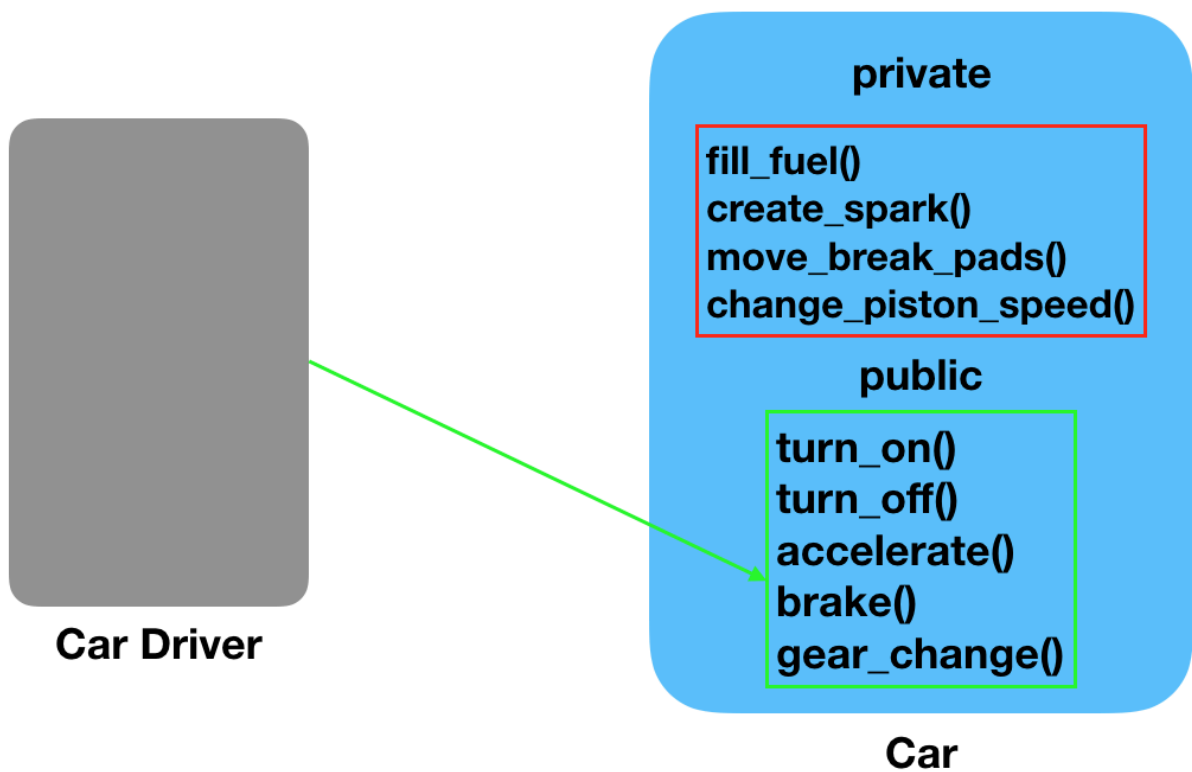 private
fill_fuel()
create_spark()
move_break_pads()
change_piston_speed()
public
turn_on()
turn_off()
accelerate()
brake()
gear_change()
Car Driver
Car